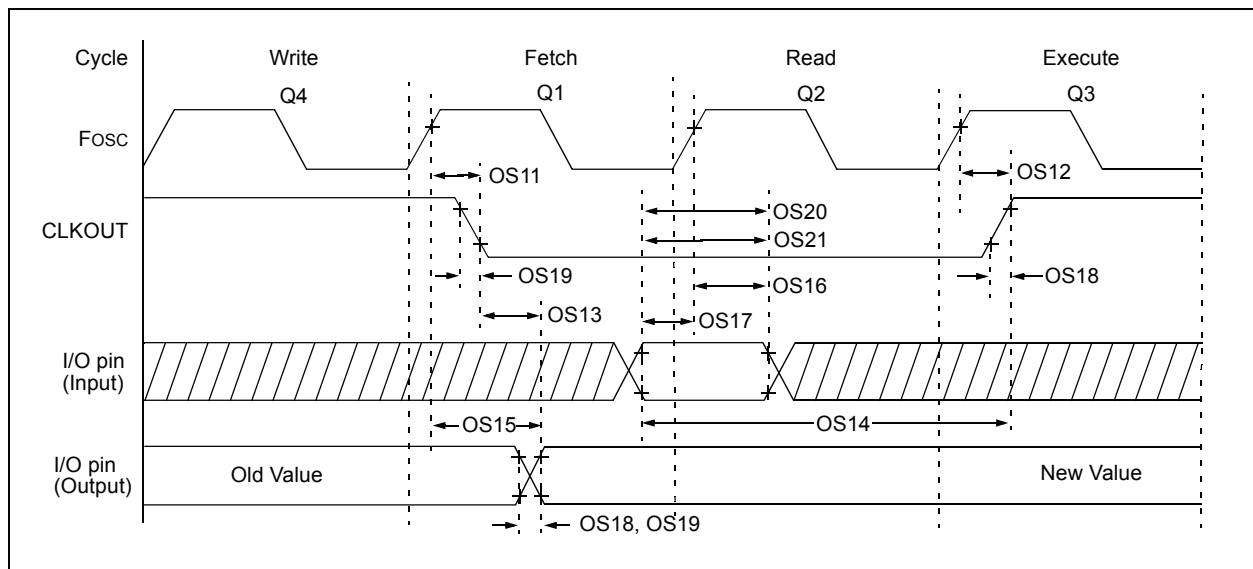 Cycle Write Fetch Read Execute
Q4 Q1 Q2 Q3
FOSC
OS11 OS12
CLKOUT
OS20
OS21
OS19 OS16 OS18
OS13 OS17
I/O pin
(Input)
OS15 OS14
I/O pin
(Output)
Old Value New Value
OS18, OS19